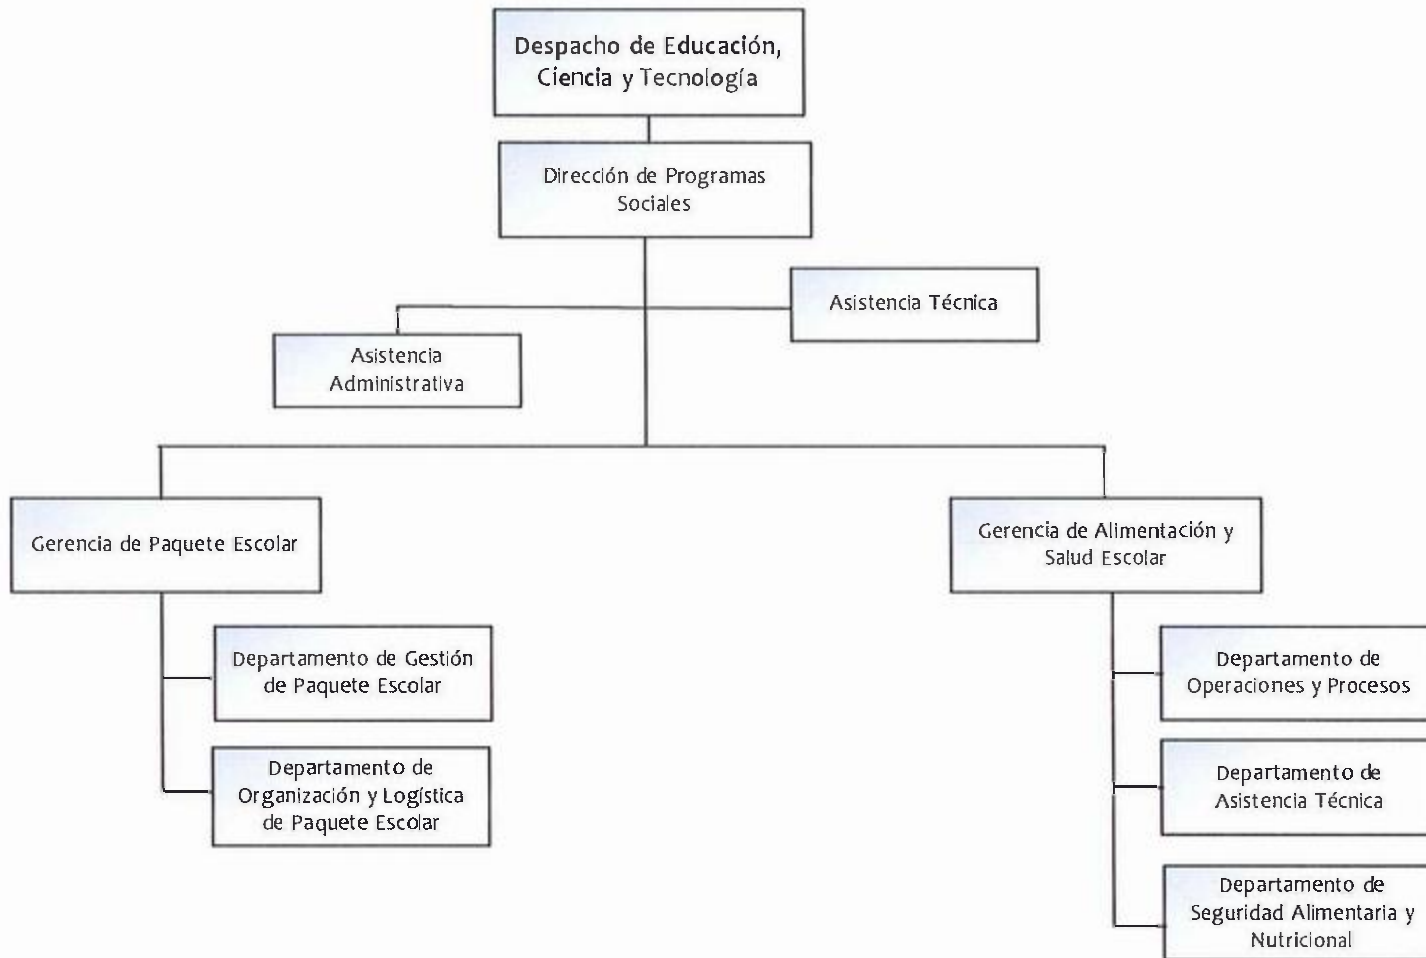 Despacho de Educación,
Ciencia y Tecnología
Dirección de Programas
Sociales
Asistencia Técnica
Asistencia
Administrativa
Gerencia de Paquete Escolar
Gerencia de Alimentación y
Salud Escolar
Departamento de Gestión
de Paquete Escolar
Departamento de
Organización y Logística
de Paquete Escolar
Departamento de
Operaciones y Procesos
Departamento de
Asistencia Técnica
Departamento de
Seguridad Alimentaria y
Nutricional